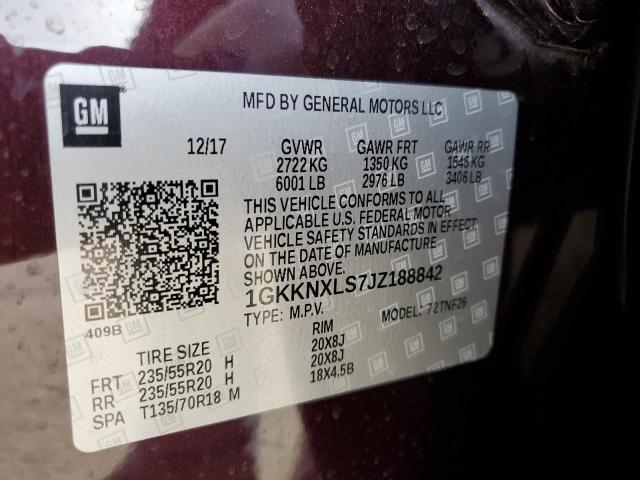 GM
MFD BY GENERAL MOTORS LLC
12/17 GVWR GAWR FRT GAWR RR
2722 KG 1350 KG 1545 KG
6001 LB 2976 LB 3406 LB
THIS VEHICLE CONFORMS TO ALL
APPLICABLE U.S. FEDERAL MOTOR
VEHICLE SAFETY STANDARDS IN EFFECT
ON THE DATE OF MANUFACTURE
SHOWN ABOVE.
1GKKNXLS7JZ188842
TYPE: M.P.V. MODEL: 72TNF26
409B
TIRE SIZE RIM
FRT 235/55R20 H 20X8J
RR 235/55R20 H 20X8J
SPA T135/70R18 M 18X4.5B